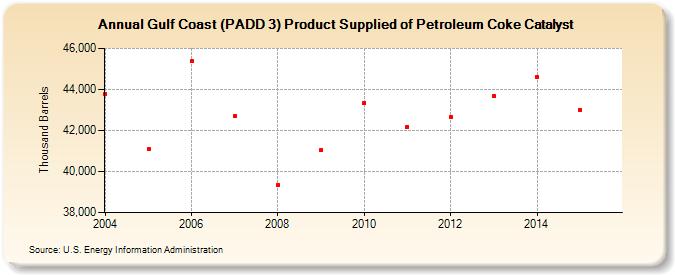 Annual Gulf Coast (PADD 3) Product Supplied of Petroleum Coke Catalyst
Thousand Barrels
46,000
44,000
42,000
40,000
38,000
2004 2006 2008 2010 2012 2014
Source: U.S. Energy Information Administration